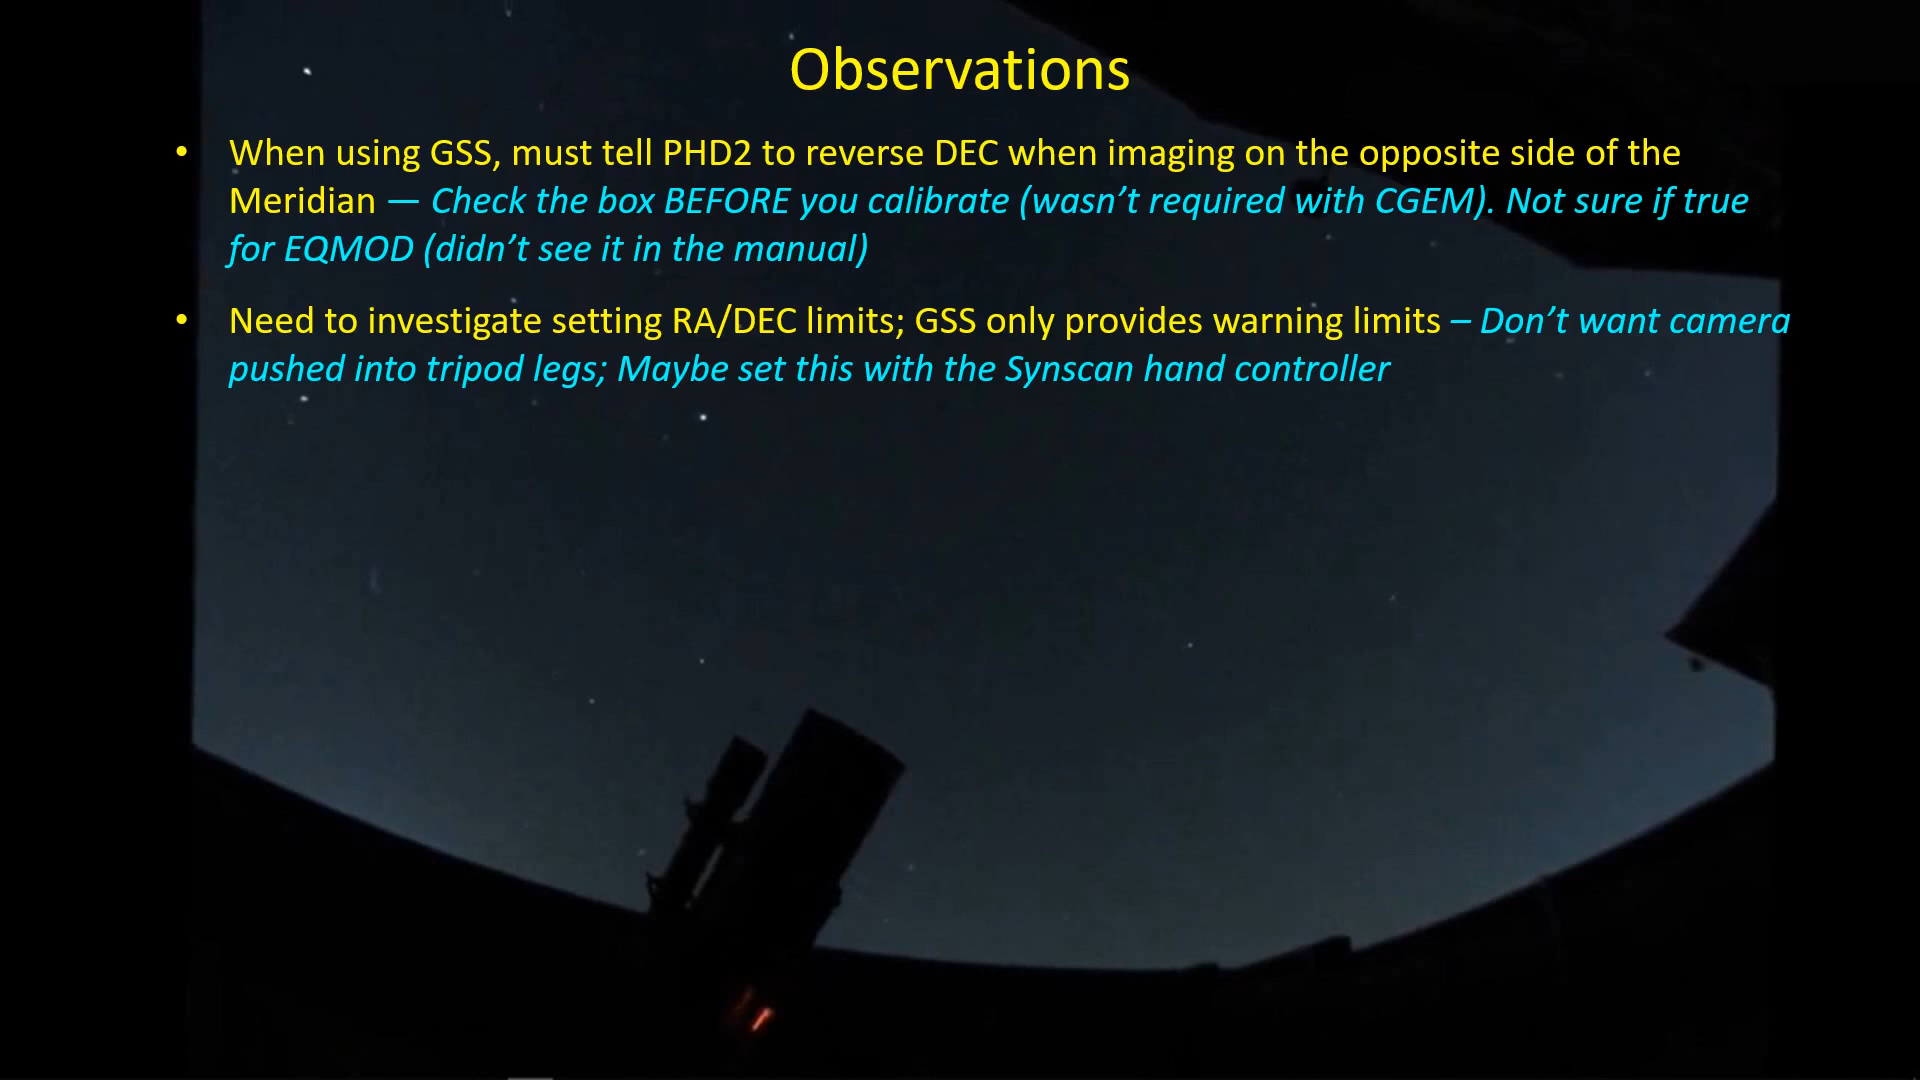 Observations
• When using GSS, must tell PHD2 to reverse DEC when imaging on the opposite side of the
Meridian — Check the box BEFORE you calibrate (wasn’t required with CGEM). Not sure if true
for EQMOD (didn’t see it in the manual)
• Need to investigate setting RA/DEC limits; GSS only provides warning limits – Don’t want camera
pushed into tripod legs; Maybe set this with the Synscan hand controller